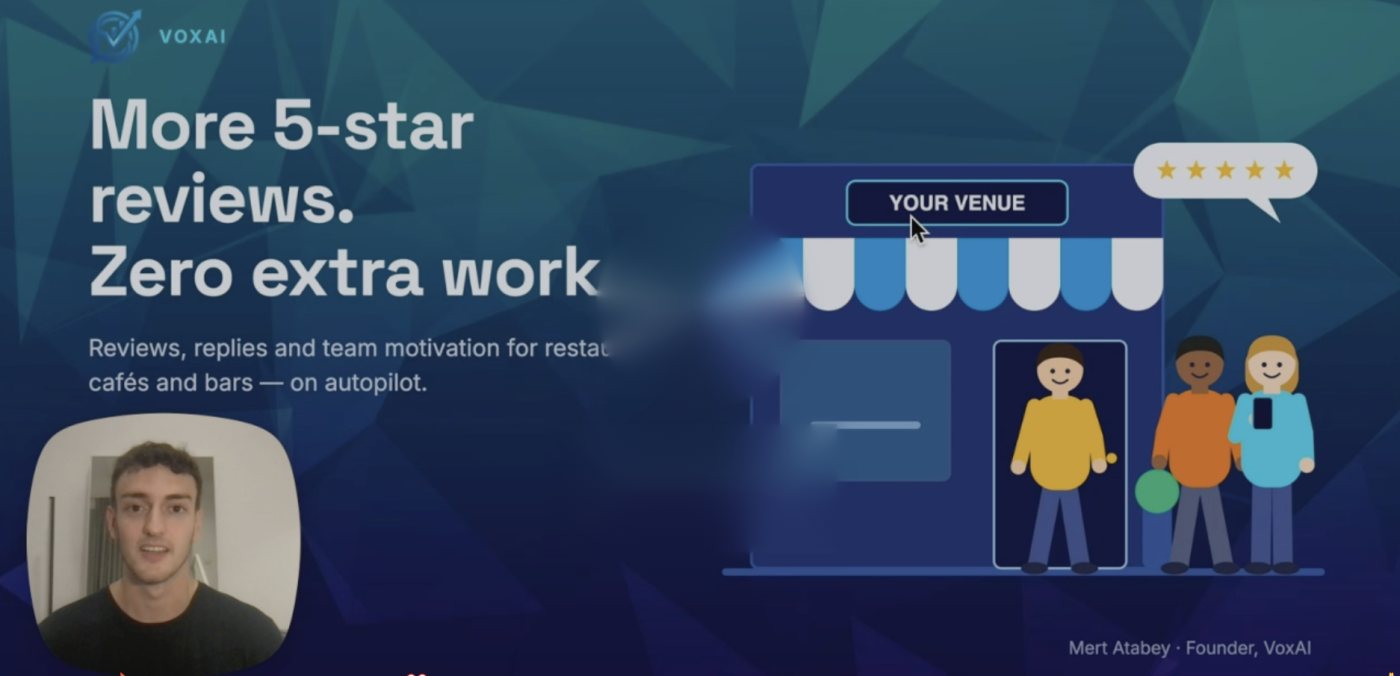 VOXAI
More 5-star
reviews.
Zero extra work
Reviews, replies and team motivation for
cafés and bars — on autopilot.
YOUR VENUE
Mert Atabey · Founder, VoxAI